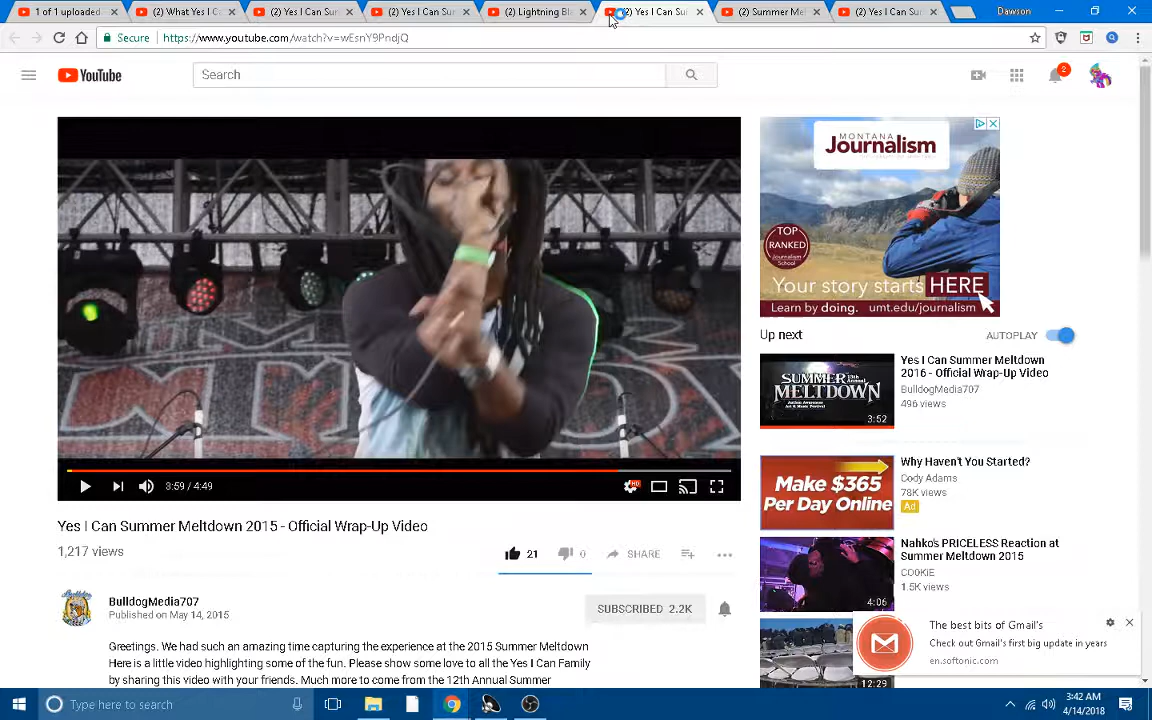 1 of 1 uploaded
(2) What Yes I C
(2) Yes I Can Sun
(2) Yes I Can Sun
(2) Lightning Bl
(2) Yes I Can Sun
(2) Summer Mel
(2) Yes I Can Sun
Dawson
Secure
https://www.youtube.com/watch?v=wEsnY9PndjQ
YouTube
Search
2
MONTANA
Journalism
TOP
RANKED
Journalism
School
Your story starts HERE
Learn by doing. umt.edu/journalism
Up next
AUTOPLAY
SUMMER
MELTDOWN
3:52
Yes I Can Summer Meltdown
2016 - Official Wrap-Up Video
BulldogMedia707
496 views
Make $365
Per Day Online
Why Haven't You Started?
Cody Adams
78K views
Ad
4:06
Nahko's PRICELESS Reaction at
Summer Meltdown 2015
COOKiE
1.5K views
12:29
HD
3:59 / 4:49
Yes I Can Summer Meltdown 2015 - Official Wrap-Up Video
1,217 views
21
0
SHARE
BulldogMedia707
Published on May 14, 2015
SUBSCRIBED 2.2K
Greetings. We had such an amazing time capturing the experience at the 2015 Summer Meltdown
Here is a little video highlighting some of the fun. Please show some love to all the Yes I Can Family
by sharing this video with your friends. Much more to come from the 12th Annual Summer
The best bits of Gmail's
Check out Gmail's first big update in years
en.softonic.com
Type here to search
3:42 AM
4/14/2018